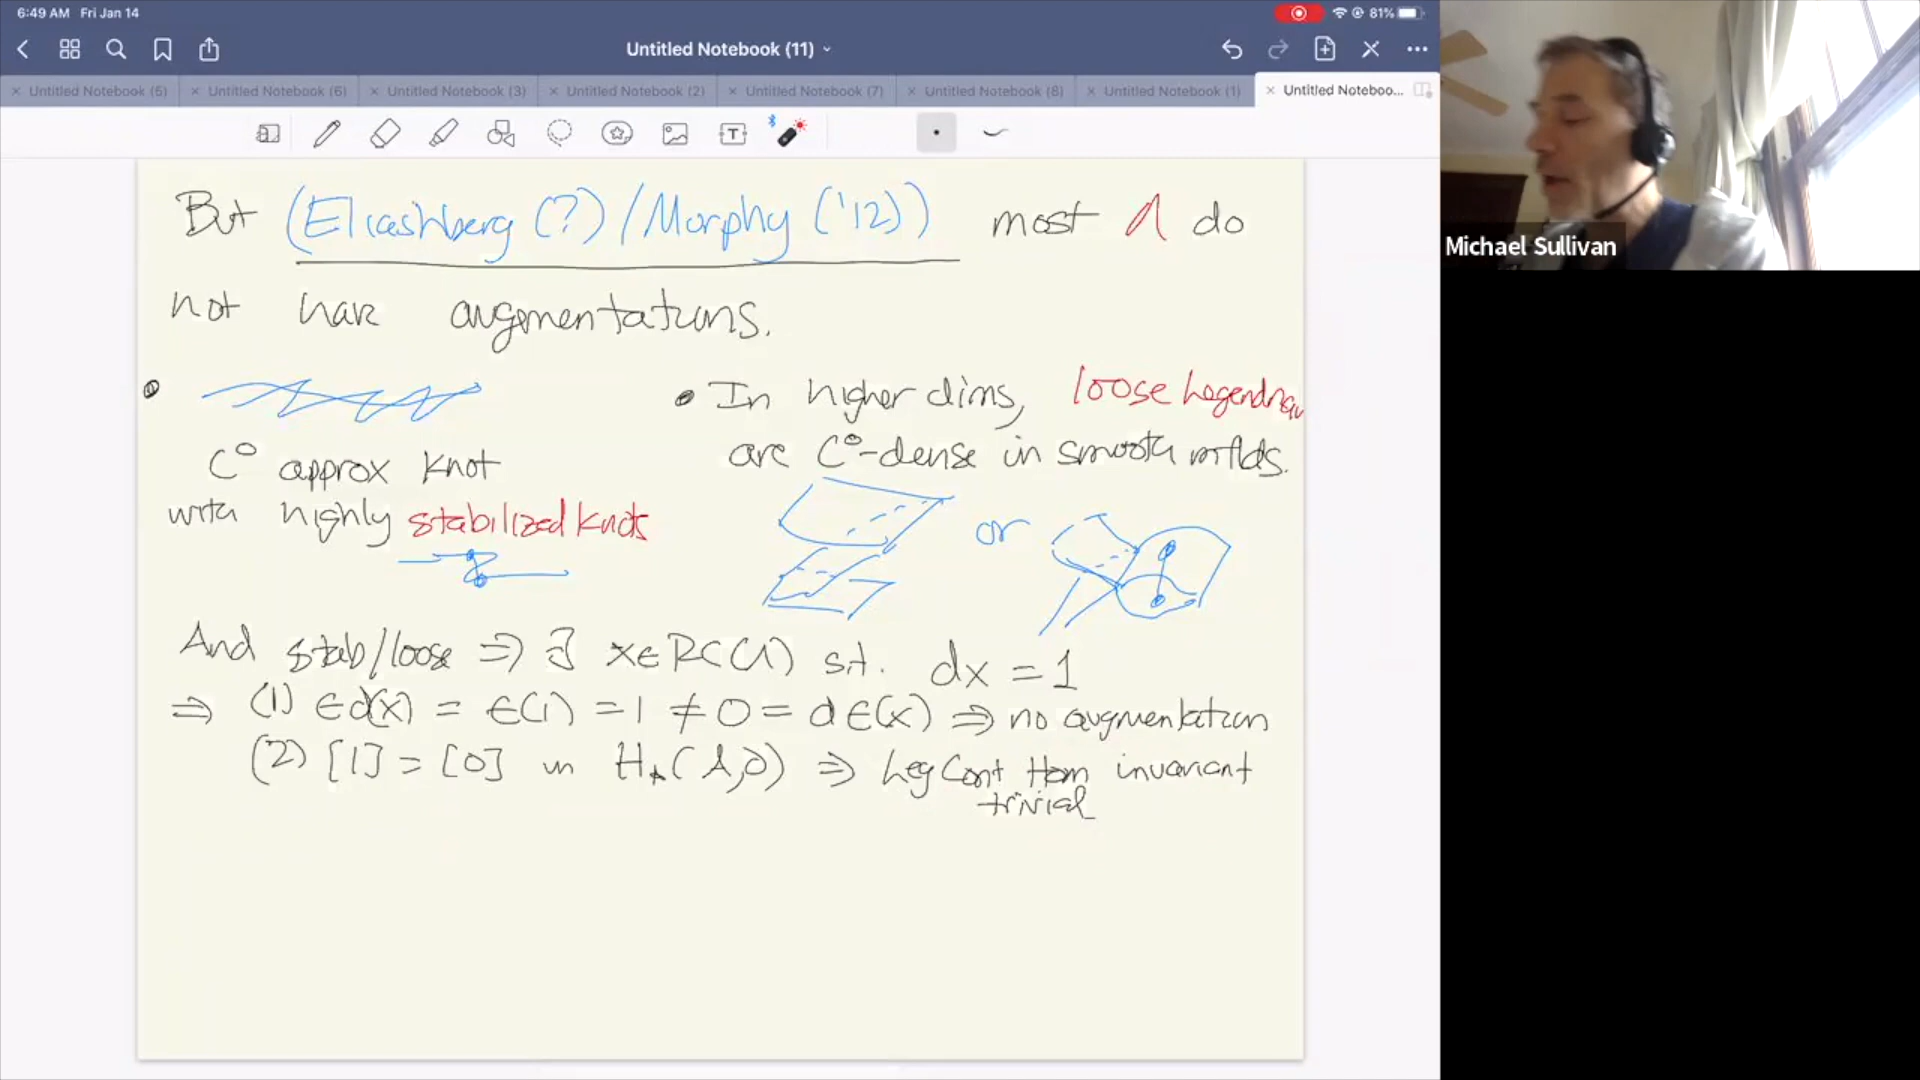 6:49 AM Fri Jan 14
81%
Untitled Notebook (11)
Untitled Notebook (5)
Untitled Notebook (6)
Untitled Notebook (3)
Untitled Notebook (2)
Untitled Notebook (7)
Untitled Notebook (8)
Untitled Notebook (1)
Untitled Noteboo...
Michael Sullivan
But (Eliashberg (?) / Murphy ('12)) most Λ do
not have augmentations.
• In higher dims, loose Legendrian
are C⁰-dense in smooth mflds.
C⁰ approx knot
with highly stabilized knots
or
And stab/loose ⇒ ∃ x∈RC(Λ) s.t. dx = 1
⇒ (1) ∈d(x) = ∈(1) = 1 ≠ 0 = d∈(x) ⇒ no augmentation
(2) [1] = [0] in H⁎(A,∂) ⇒ Leg Cont Hom invariant
trivial